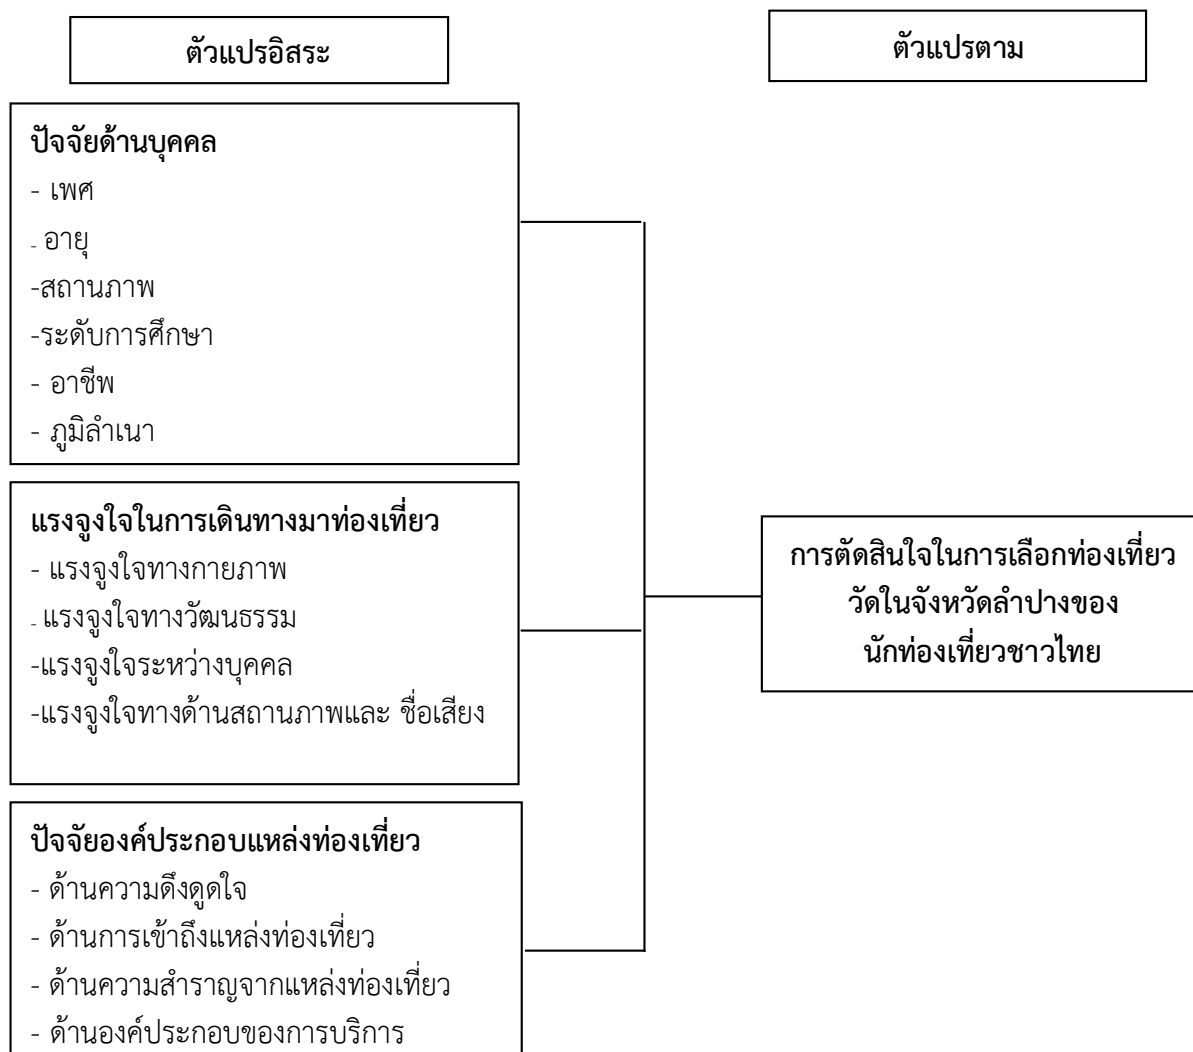 ตัวแปรอิสระ
ตัวแปรตาม
ปัจจัยด้านบุคคล
- เพศ
- อายุ
-สถานภาพ
-ระดับการศึกษา
- อาชีพ
- ภูมิลำเนา
แรงจูงใจในการเดินทางมาท่องเที่ยว
- แรงจูงใจทางกายภาพ
- แรงจูงใจทางวัฒนธรรม
-แรงจูงใจระหว่างบุคคล
-แรงจูงใจทางด้านสถานภาพและ ชื่อเสียง
ปัจจัยองค์ประกอบแหล่งท่องเที่ยว
- ด้านความดึงดูดใจ
- ด้านการเข้าถึงแหล่งท่องเที่ยว
- ด้านความสำราญจากแหล่งท่องเที่ยว
- ด้านองค์ประกอบของการบริการ
การตัดสินใจในการเลือกท่องเที่ยว
วัดในจังหวัดลำปางของ
นักท่องเที่ยวชาวไทย